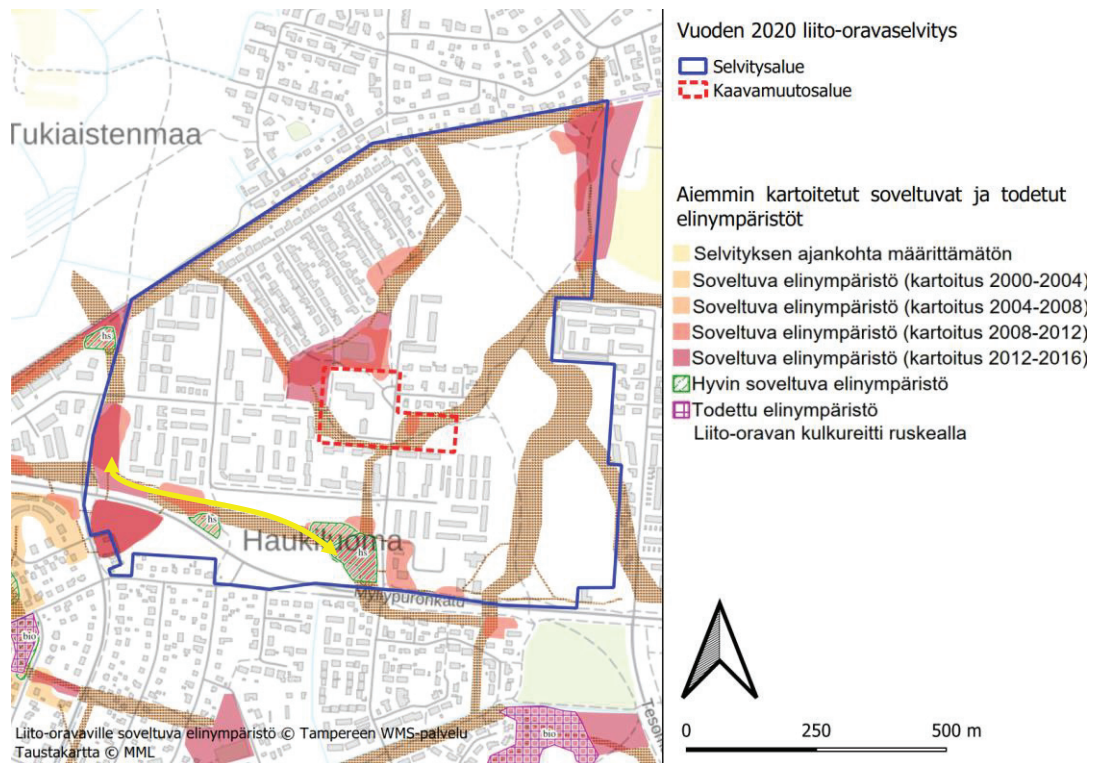 Tukiaistenmaa
hs
hs
Haukiluoma
hs
Myllypuronkatu
bio
bio
Liito-oravaville soveltuva elinympäristö © Tampereen WMS-palvelu
Taustakartta © MML
Vuoden 2020 liito-oravaselvitys
Selvitysalue
Kaavamuutosalue
Aiemmin kartoitetut soveltuvat ja todetut
elinympäristöt
Selvityksen ajankohta määrittämätön
Soveltuva elinympäristö (kartoitus 2000-2004)
Soveltuva elinympäristö (kartoitus 2004-2008)
Soveltuva elinympäristö (kartoitus 2008-2012)
Soveltuva elinympäristö (kartoitus 2012-2016)
Hyvin soveltuva elinympäristö
Todettu elinympäristö
Liito-oravan kulkureitti ruskealla
0 250 500 m